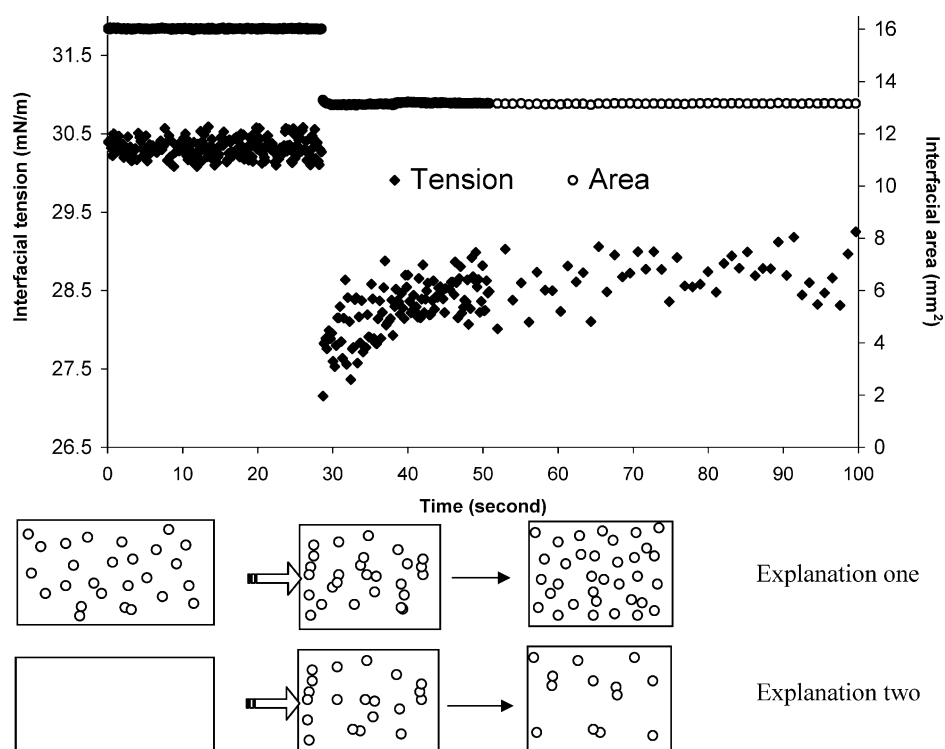 31.5
30.5
29.5
28.5
27.5
26.5
Interfacial tension (mN/m)
16
14
12
10
8
6
4
2
0
Interfacial area (mm²)
Tension
Area
0 10 20 30 40 50 60 70 80 90 100
Time (second)
Explanation one
Explanation two